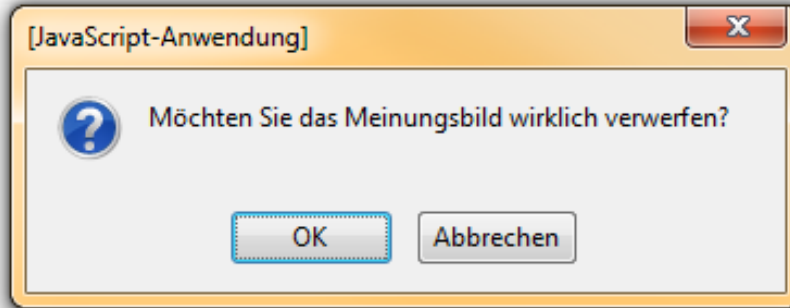 [JavaScript-Anwendung]
Möchten Sie das Meinungsbild wirklich verwerfen?
OK
Abbrechen